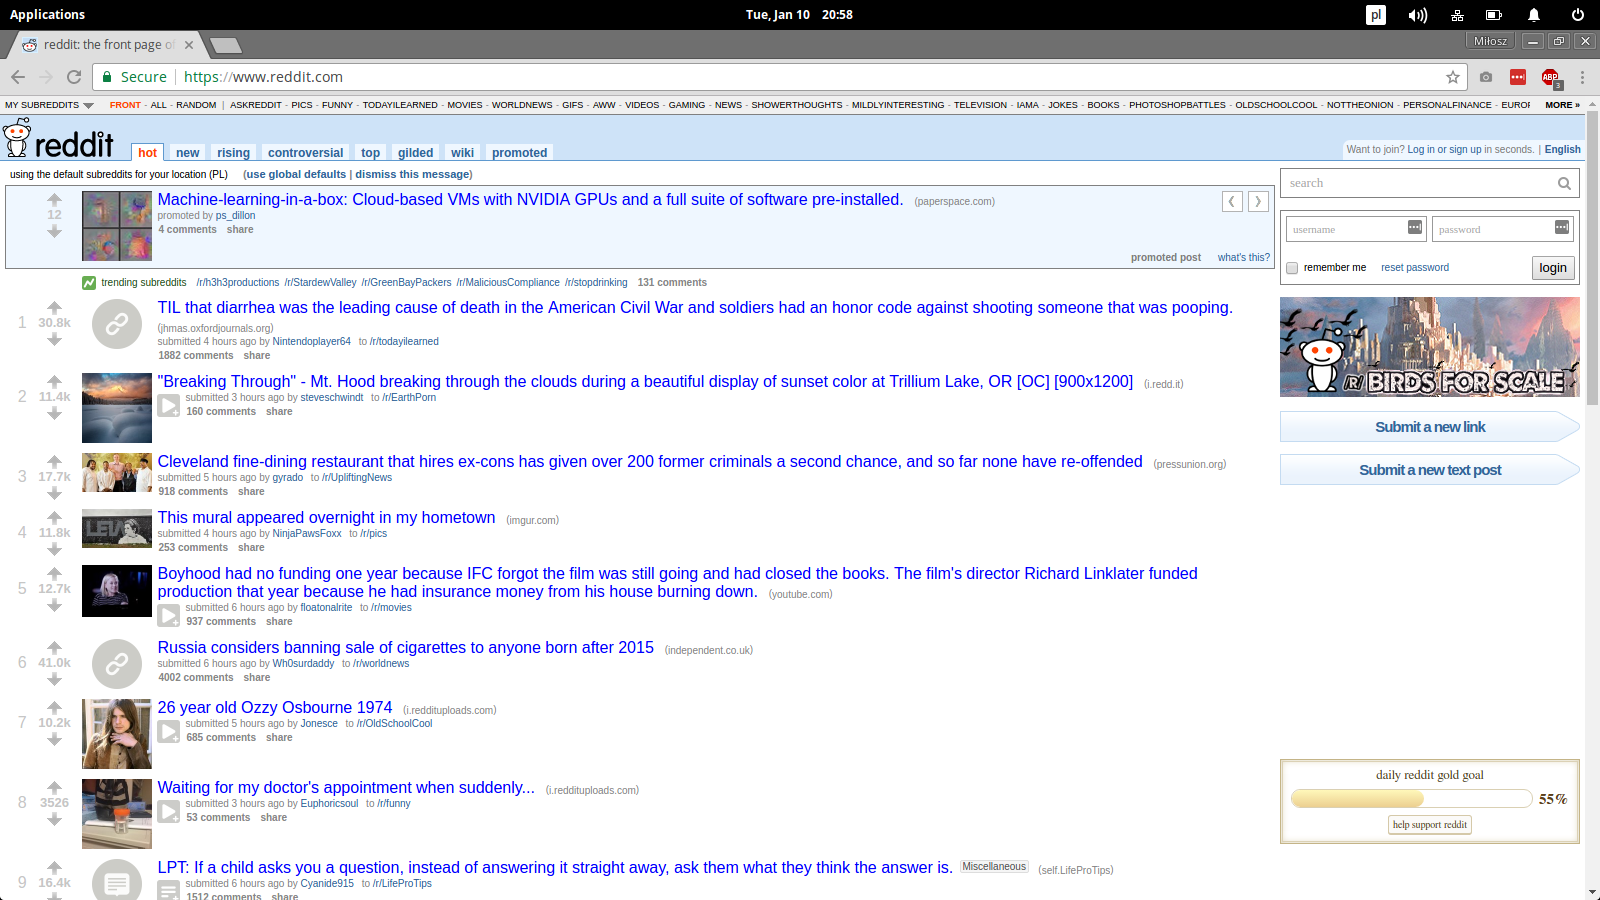 Applications
Tue, Jan 10 20:58
pl
reddit: the front page of
Miłosz
Secure https://www.reddit.com
ABP
3
MY SUBREDDITS FRONT - ALL - RANDOM | ASKREDDIT - PICS - FUNNY - TODAYILEARNED - MOVIES - WORLDNEWS - GIFS - AWW - VIDEOS - GAMING - NEWS - SHOWERTHOUGHTS - MILDLYINTERESTING - TELEVISION - IAMA - JOKES - BOOKS - PHOTOSHOPBATTLES - OLDSCHOOLCOOL - NOTTHEONION - PERSONALFINANCE - EUROP MORE »
reddit hot new rising controversial top gilded wiki promoted
Want to join? Log in or sign up in seconds. | English
using the default subreddits for your location (PL) (use global defaults | dismiss this message)
12
Machine-learning-in-a-box: Cloud-based VMs with NVIDIA GPUs and a full suite of software pre-installed. (paperspace.com)
promoted by ps_dillon
4 comments share
promoted post what's this?
trending subreddits /r/h3h3productions /r/StardewValley /r/GreenBayPackers /r/MaliciousCompliance /r/stopdrinking 131 comments
1
30.8k
TIL that diarrhea was the leading cause of death in the American Civil War and soldiers had an honor code against shooting someone that was pooping.
(jhmas.oxfordjournals.org)
submitted 4 hours ago by Nintendoplayer64 to /r/todayilearned
1882 comments share
2
11.4k
"Breaking Through" - Mt. Hood breaking through the clouds during a beautiful display of sunset color at Trillium Lake, OR [OC] [900x1200] (i.redd.it)
submitted 3 hours ago by steveschwindt to /r/EarthPorn
160 comments share
3
17.7k
Cleveland fine-dining restaurant that hires ex-cons has given over 200 former criminals a second chance, and so far none have re-offended (pressunion.org)
submitted 5 hours ago by gyrado to /r/UpliftingNews
918 comments share
4
11.8k
This mural appeared overnight in my hometown (imgur.com)
submitted 4 hours ago by NinjaPawsFoxx to /r/pics
253 comments share
5
12.7k
Boyhood had no funding one year because IFC forgot the film was still going and had closed the books. The film's director Richard Linklater funded
production that year because he had insurance money from his house burning down. (youtube.com)
submitted 6 hours ago by floatonalrite to /r/movies
937 comments share
6
41.0k
Russia considers banning sale of cigarettes to anyone born after 2015 (independent.co.uk)
submitted 6 hours ago by Wh0surdaddy to /r/worldnews
4002 comments share
7
10.2k
26 year old Ozzy Osbourne 1974 (i.reddituploads.com)
submitted 5 hours ago by Jonesce to /r/OldSchoolCool
685 comments share
8
3526
Waiting for my doctor's appointment when suddenly... (i.reddituploads.com)
submitted 3 hours ago by Euphoricsoul to /r/funny
53 comments share
9
16.4k
LPT: If a child asks you a question, instead of answering it straight away, ask them what they think the answer is. Miscellaneous (self.LifeProTips)
submitted 6 hours ago by Cyanide915 to /r/LifeProTips
1512 comments share
search
username password
remember me reset password login
/R/ BIRDS FOR SCALE
Submit a new link
Submit a new text post
daily reddit gold goal
55%
help support reddit